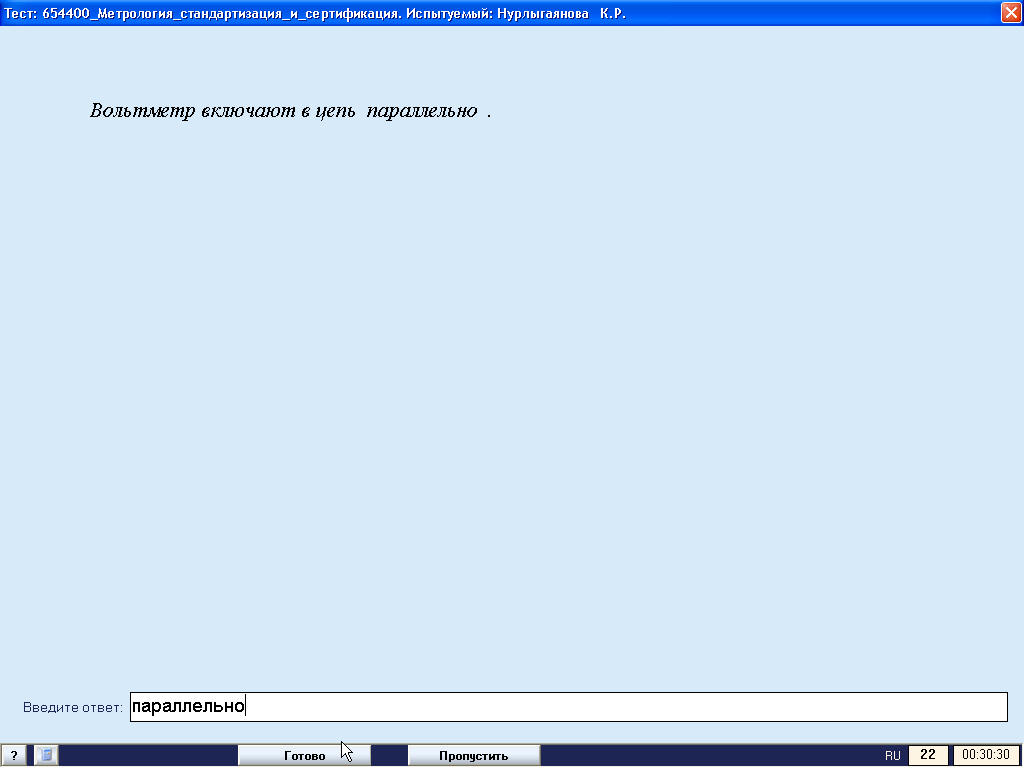 Тест: 654400_Метрология_стандартизация_и_сертификация. Испытуемый: Нурлыгаянова К.Р.
Вольтметр включают в цепь параллельно .
Введите ответ: параллельно
? Готово Пропустить RU 22 00:30:30